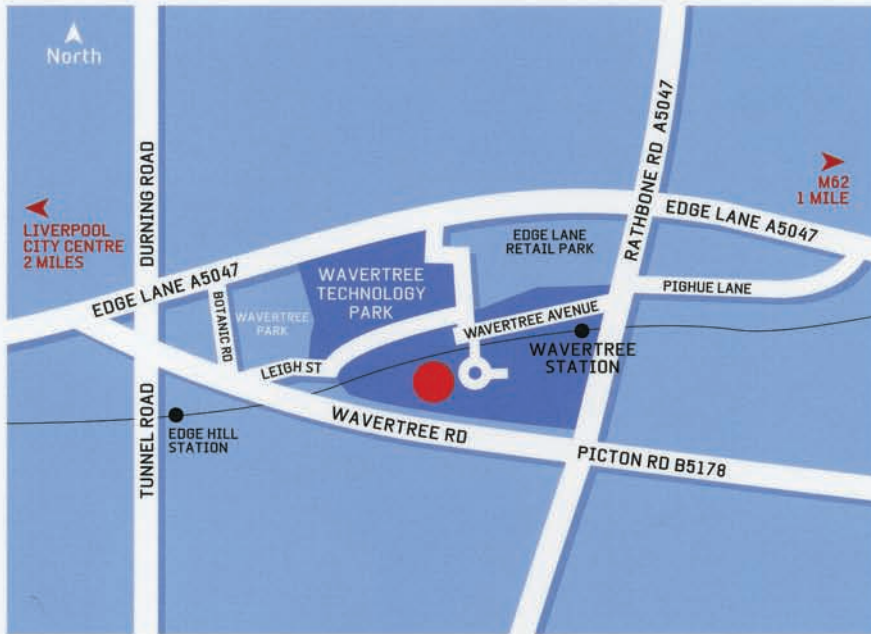 North
DURNING ROAD
RATHBONE RD A5047
M62
1 MILE
LIVERPOOL
CITY CENTRE
2 MILES
EDGE LANE A5047
EDGE LANE
RETAIL PARK
WAVERTREE
TECHNOLOGY
PARK
EDGE LANE A5047
PIGHUE LANE
BOTANIC RD
WAVERTREE
PARK
WAVERTREE AVENUE
WAVERTREE
STATION
LEIGH ST
WAVERTREE RD
EDGE HILL
STATION
TUNNEL ROAD
PICTON RD B5178